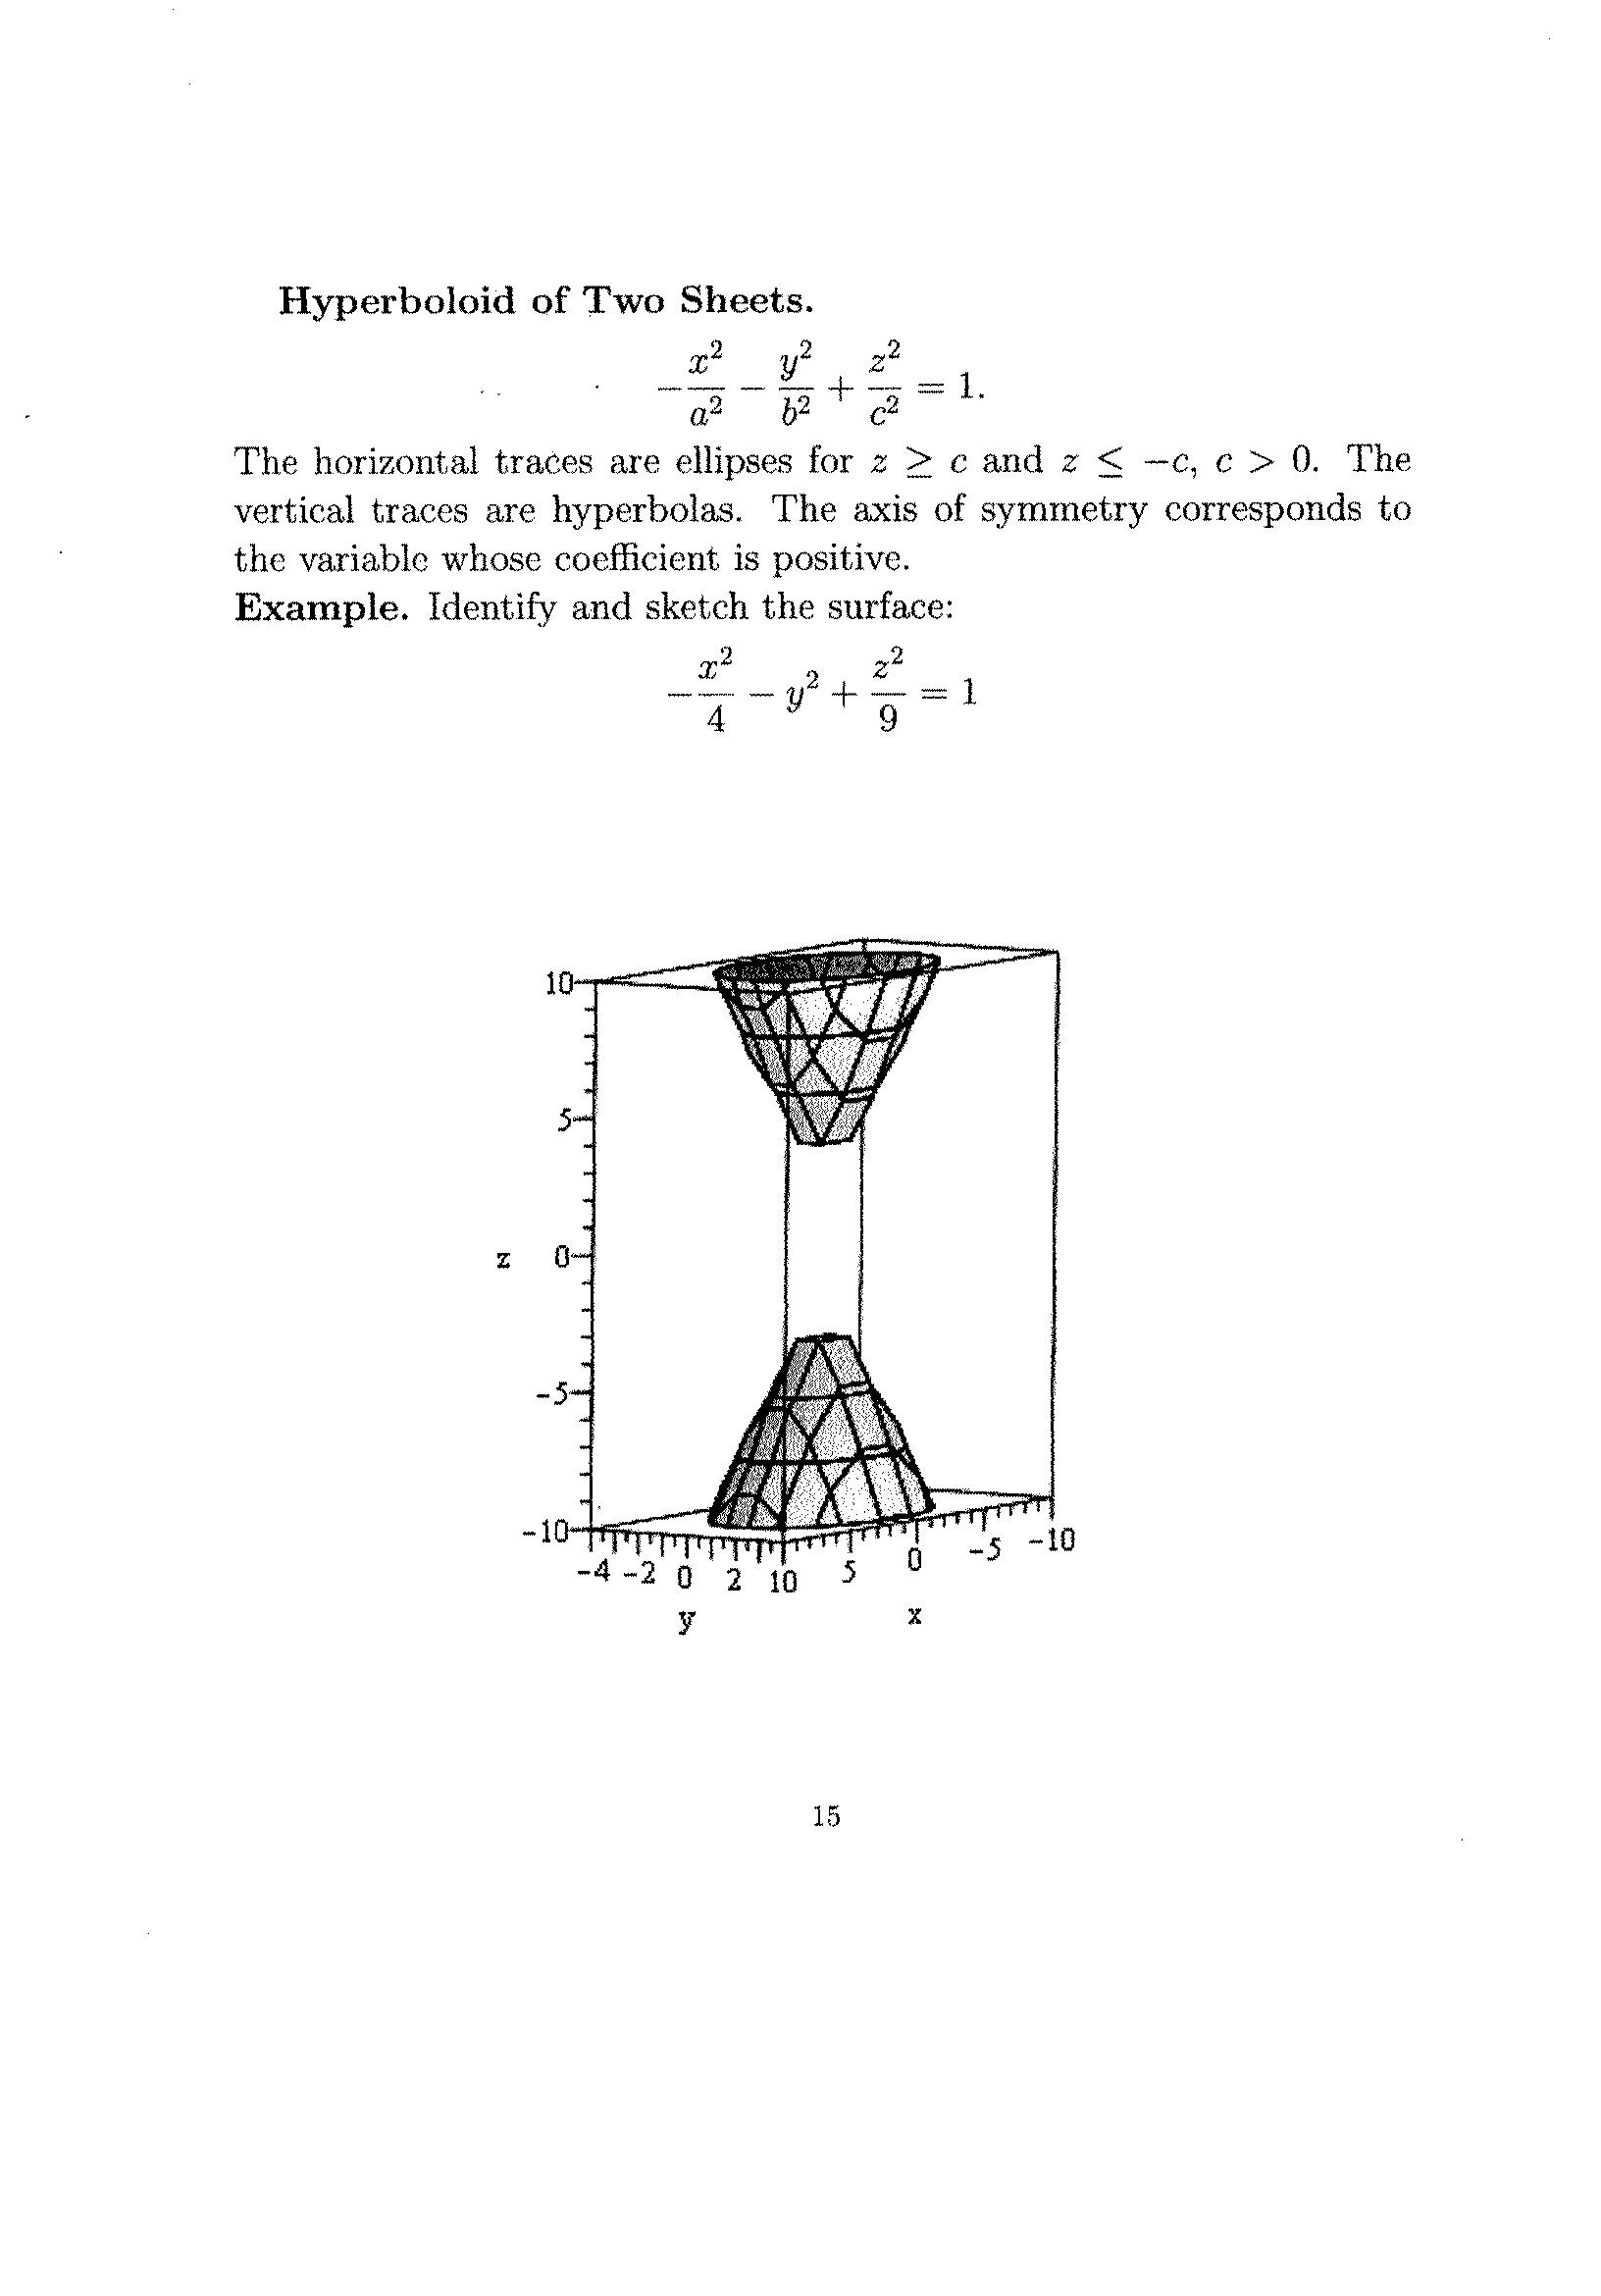 Hyperboloid of Two Sheets.
−x²/a² − y²/b² + z²/c² = 1.
The horizontal traces are ellipses for z ≥ c and z ≤ −c, c > 0. The
vertical traces are hyperbolas. The axis of symmetry corresponds to
the variable whose coefficient is positive.
Example. Identify and sketch the surface:
−x²/4 − y² + z²/9 = 1
10
5
z 0
-5
-10
-4 -2 0 2 10 5 0 -5 -10
y x
15